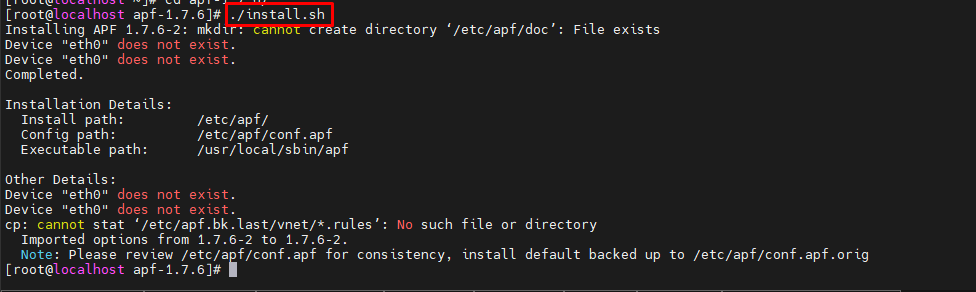 [root@localhost ~]# cd apf-1.7.6/
[root@localhost apf-1.7.6]# ./install.sh
Installing APF 1.7.6-2: mkdir: cannot create directory ‘/etc/apf/doc’: File exists
Device "eth0" does not exist.
Device "eth0" does not exist.
Completed.
Installation Details:
Install path: /etc/apf/
Config path: /etc/apf/conf.apf
Executable path: /usr/local/sbin/apf
Other Details:
Device "eth0" does not exist.
Device "eth0" does not exist.
cp: cannot stat ‘/etc/apf.bk.last/vnet/*.rules’: No such file or directory
Imported options from 1.7.6-2 to 1.7.6-2.
Note: Please review /etc/apf/conf.apf for consistency, install default backed up to /etc/apf/conf.apf.orig
[root@localhost apf-1.7.6]#